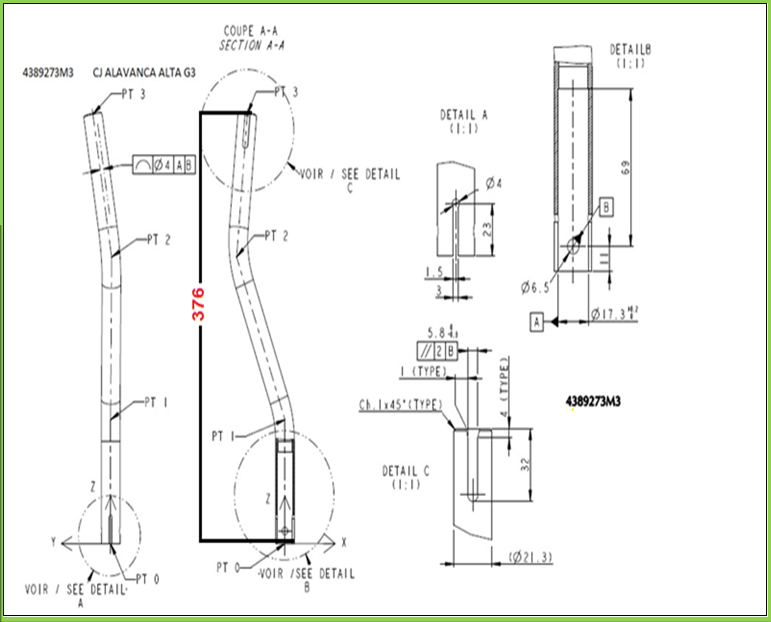 COUPE A-A
SECTION A-A
4389273M3 CJ ALAVANCA ALTA G3
PT 3
PT 3
⌒ Ø4 A B
VOIR / SEE DETAIL
C
PT 2
PT 2
376
PT 1
PT 1
Z
Z
Y
X
PT 0
PT 0
VOIR / SEE DETAIL
A
VOIR / SEE DETAIL
B
DETAIL A
(1:1)
Ø4
23
1.5
3
DETAIL B
(1:1)
69
B
11
Ø6.5
A
Ø17.3
5.8
// 2 B
1 (TYPE)
4 (TYPE)
Ch.1x45°(TYPE)
32
DETAIL C
(1:1)
(Ø21.3)
4389273M3